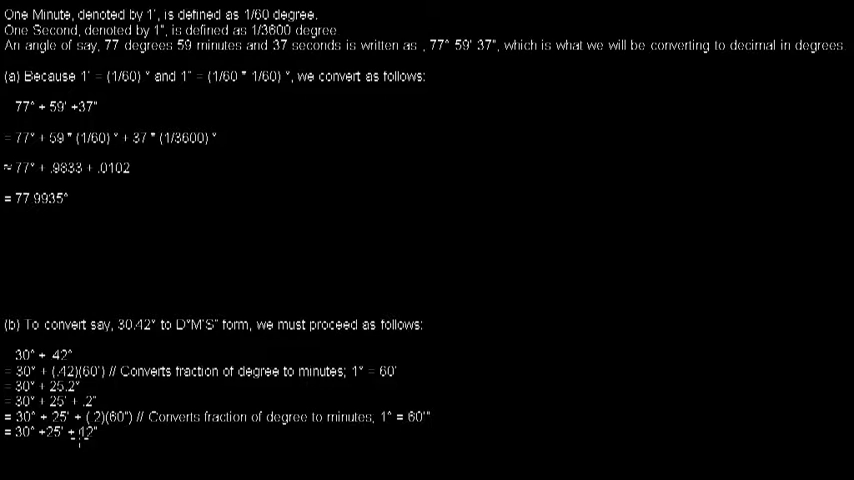 One Minute, denoted by 1', is defined as 1/60 degree.
One Second, denoted by 1", is defined as 1/3600 degree
An angle of say, 77 degrees 59 minutes and 37 seconds is written as , 77° 59' 37", which is what we will be converting to decimal in degrees.
(a) Because 1' = (1/60) ° and 1" = (1/60 * 1/60) °, we convert as follows:
77° + 59' +37"
= 77° + 59 * (1/60) ° + 37 * (1/3600) °
≈ 77° + .9833 + .0102
= 77.9935°
(b) To convert say, 30.42° to D°M'S" form, we must proceed as follows:
30° + .42°
= 30° + (.42)(60') // Converts fraction of degree to minutes; 1° = 60'
= 30° + 25.2°
= 30° + 25' + .2"
= 30° + 25' + (.2)(60") // Converts fraction of degree to minutes; 1° = 60'"
= 30° +25' + 12"